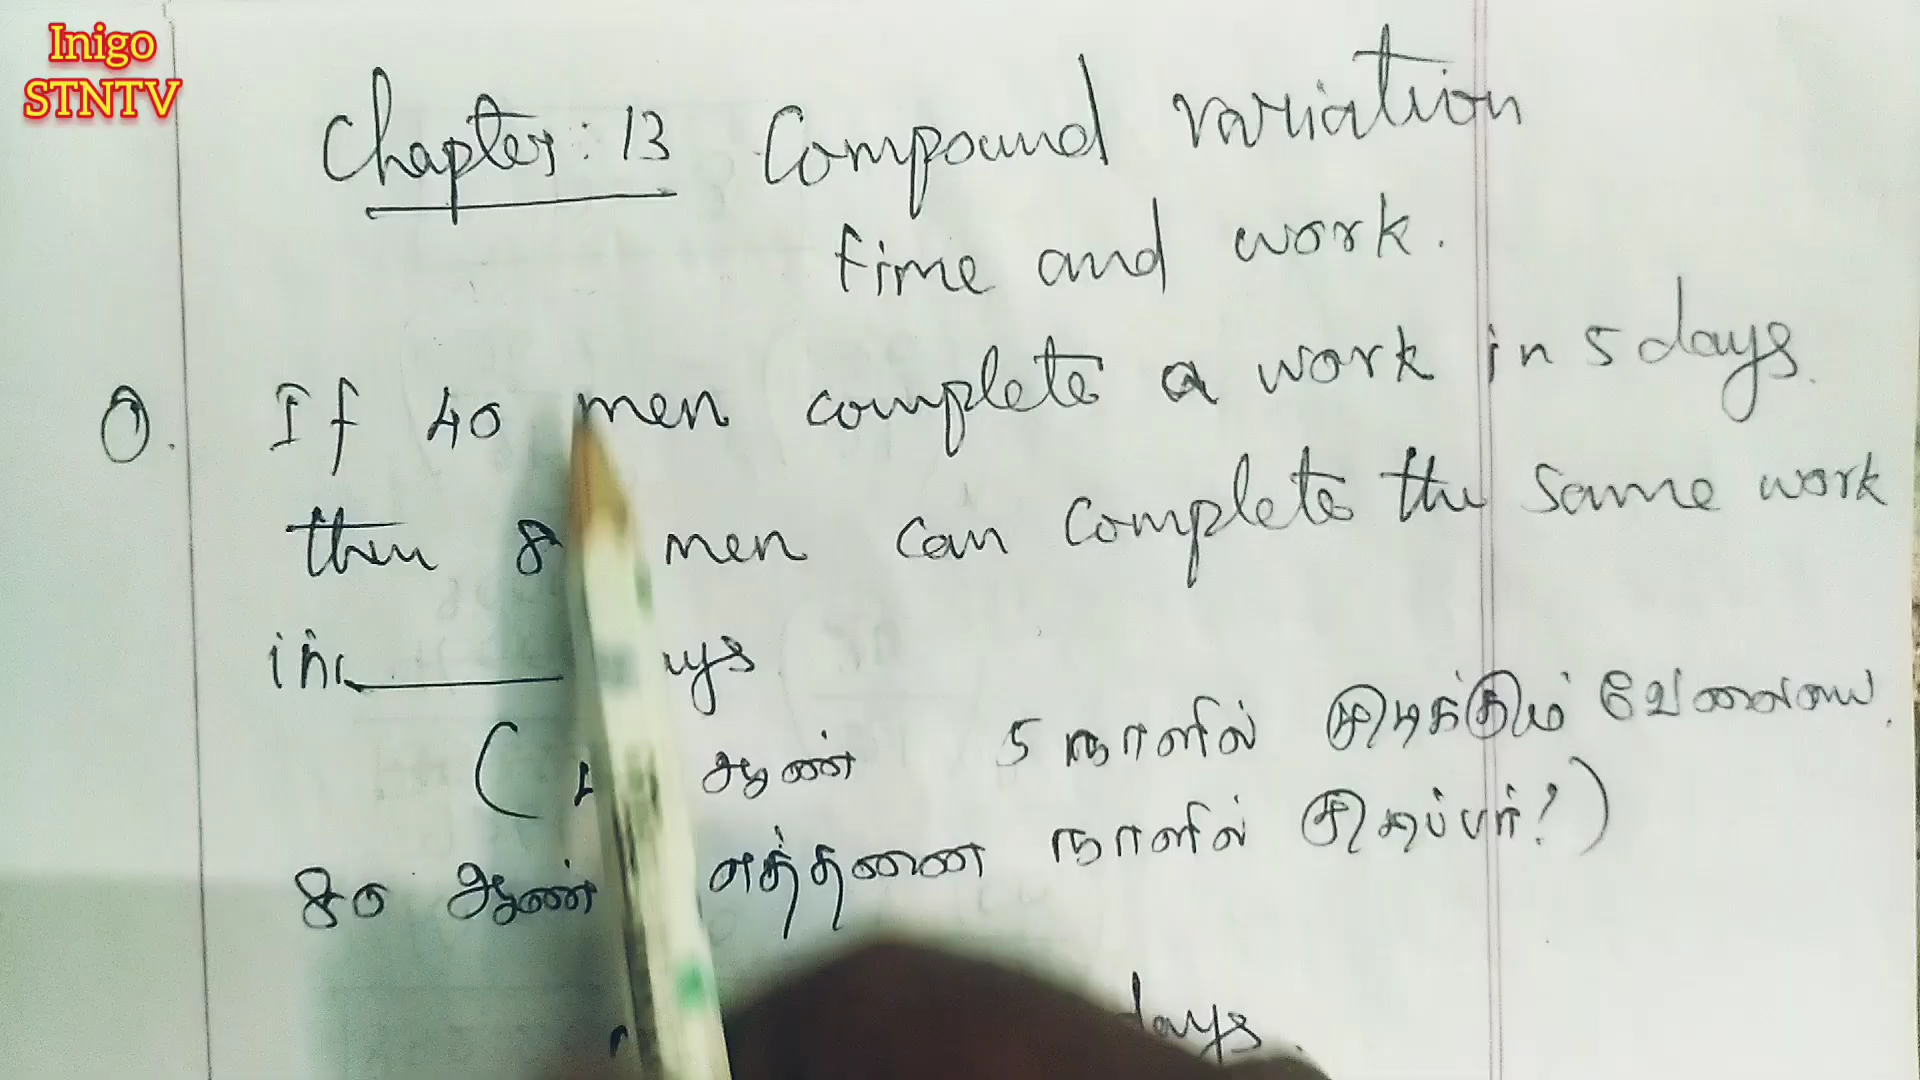 Inigo
STNTV
Chapter: 13 Compound variation
time and work.
Q. If 40 men complete a work in 5 days.
then 8 men can complete the same work
in ys
( ஆண் 5 நாளில் முடிக்கும் வேலையை
80 ஆண் எத்தனை நாளில் முடிப்பர்?)
days.